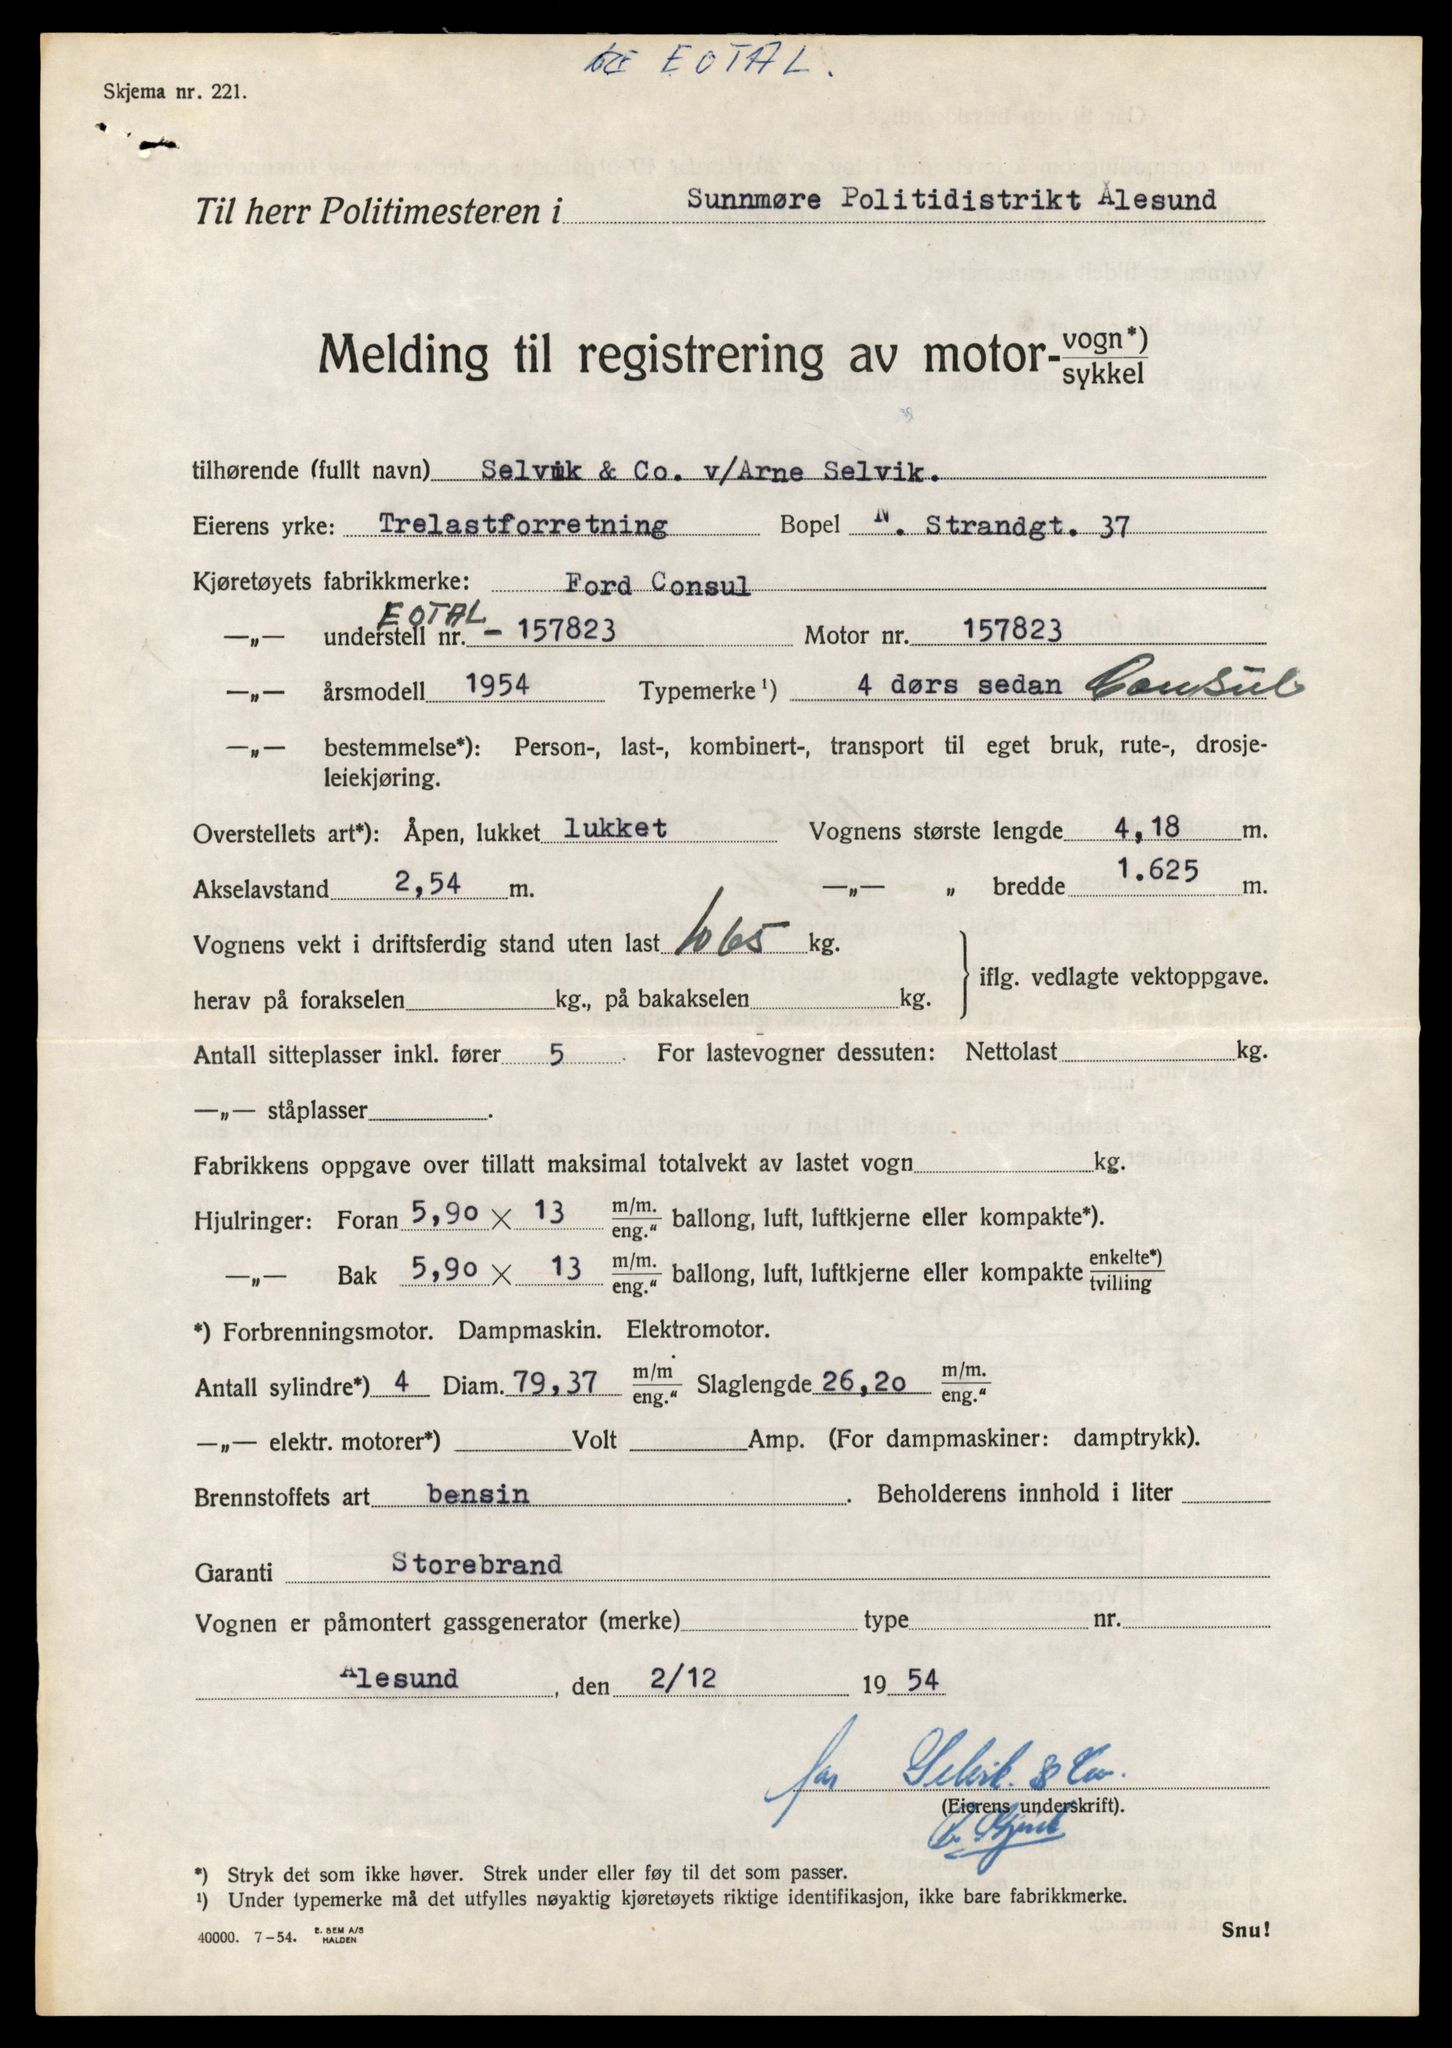 EOTAL.
Skjema nr. 221.
Til herr Politimesteren i Sunnmøre Politidistrikt Ålesund
Melding til registrering av motor-vogn*)
sykkel
tilhørende (fullt navn) Selvik & Co. v/Arne Selvik.
Eierens yrke: Trelastforretning Bopel N. Strandgt. 37
Kjøretøyets fabrikkmerke: Ford Consul
EOTAL
—„— understell nr. - 157823 Motor nr. 157823
—„— årsmodell 1954 Typemerke¹) 4 dørs sedan Consul
—„— bestemmelse*): Person-, last-, kombinert-, transport til eget bruk, rute-, drosje-
leiekjøring.
Overstellets art*): Åpen, lukket lukket Vognens største lengde 4,18 m.
Akselavstand 2,54 m. —„— „ bredde 1.625 m.
Vognens vekt i driftsferdig stand uten last 1065 kg.
iflg. vedlagte vektoppgave.
herav på forakselen kg., på bakakselen kg.
Antall sitteplasser inkl. fører 5. For lastevogner dessuten: Nettolast kg.
—„— ståplasser .
Fabrikkens oppgave over tillatt maksimal totalvekt av lastet vogn kg.
Hjulringer: Foran 5,90 × 13 m/m. eng.“ ballong, luft, luftkjerne eller kompakte*).
—„— Bak 5,90 × 13 m/m. eng.“ ballong, luft, luftkjerne eller kompakte enkelte*) tvilling
*) Forbrenningsmotor. Dampmaskin. Elektromotor.
Antall sylindre*) 4 Diam. 79,37 m/m eng.“ Slaglengde 26,20 m/m. eng.“
—„— elektr. motorer*) Volt Amp. (For dampmaskiner: damptrykk).
Brennstoffets art bensin . Beholderens innhold i liter
Garanti Storebrand
Vognen er påmontert gassgenerator (merke) type nr.
Ålesund, den 2/12 19 54
for Selvik & Co.
(Eierens underskrift).
*) Stryk det som ikke høver. Strek under eller føy til det som passer.
¹) Under typemerke må det utfylles nøyaktig kjøretøyets riktige identifikasjon, ikke bare fabrikkmerke.
40000. 7-54. E. SEM A/S
HALDEN
Snu!